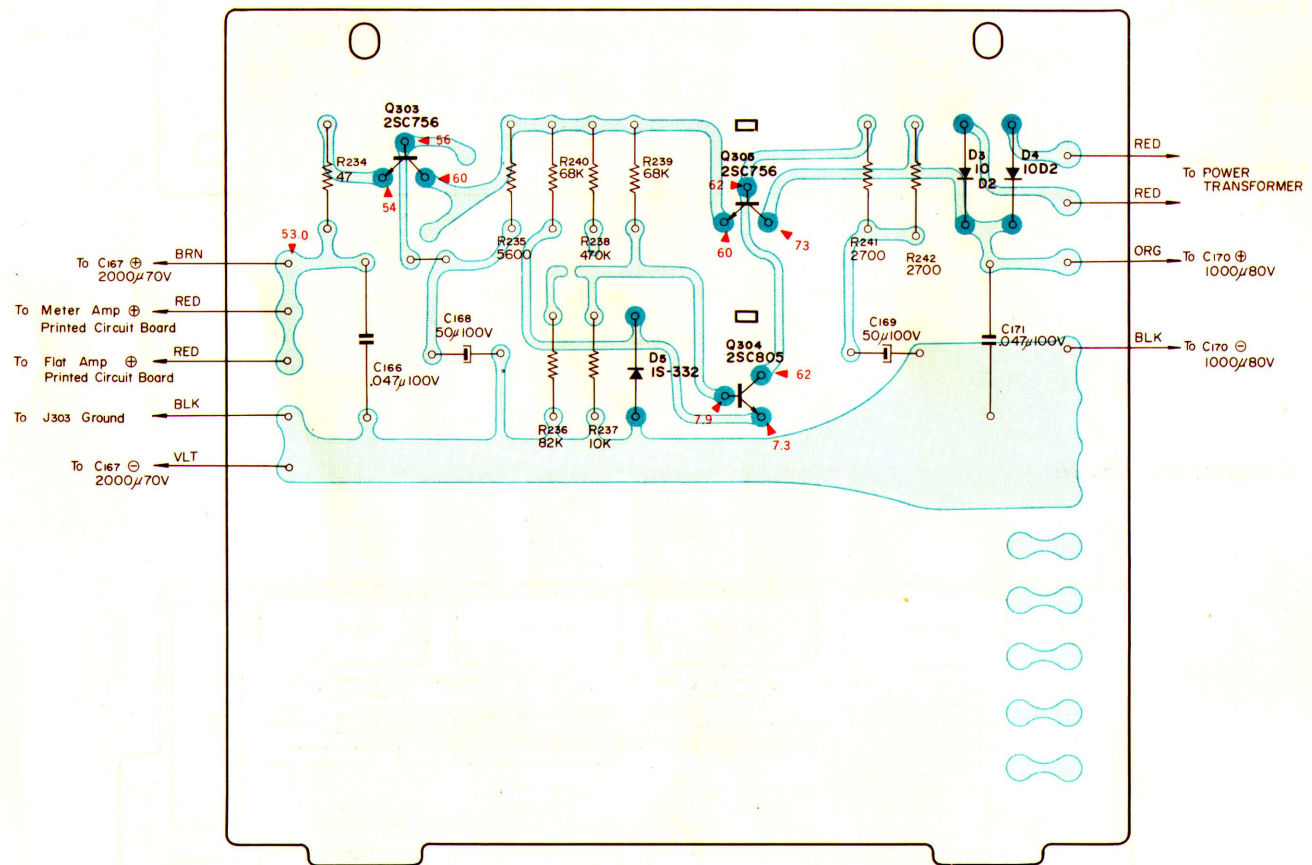 Q303
2SC756
56
R234
47
60
54
R240
68K
R239
68K
Q305
2SC756
62
60
73
D3
10
D2
D4
10D2
RED
To POWER
TRANSFORMER
RED
53.0
To C167 ⊕
2000μ70V
BRN
R235
5600
R238
470K
R241
2700
R242
2700
ORG
To C170 ⊕
1000μ80V
To Meter Amp ⊕
Printed Circuit Board
RED
C168
50μ100V
C169
50μ100V
C171
.047μ100V
BLK
To C170 ⊖
1000μ80V
To Flat Amp ⊕
Printed Circuit Board
RED
C166
.047μ100V
D5
1S-332
Q304
2SC805
62
7.9
7.3
To J303 Ground
BLK
R236
82K
R237
10K
To C167 ⊖
2000μ70V
VLT